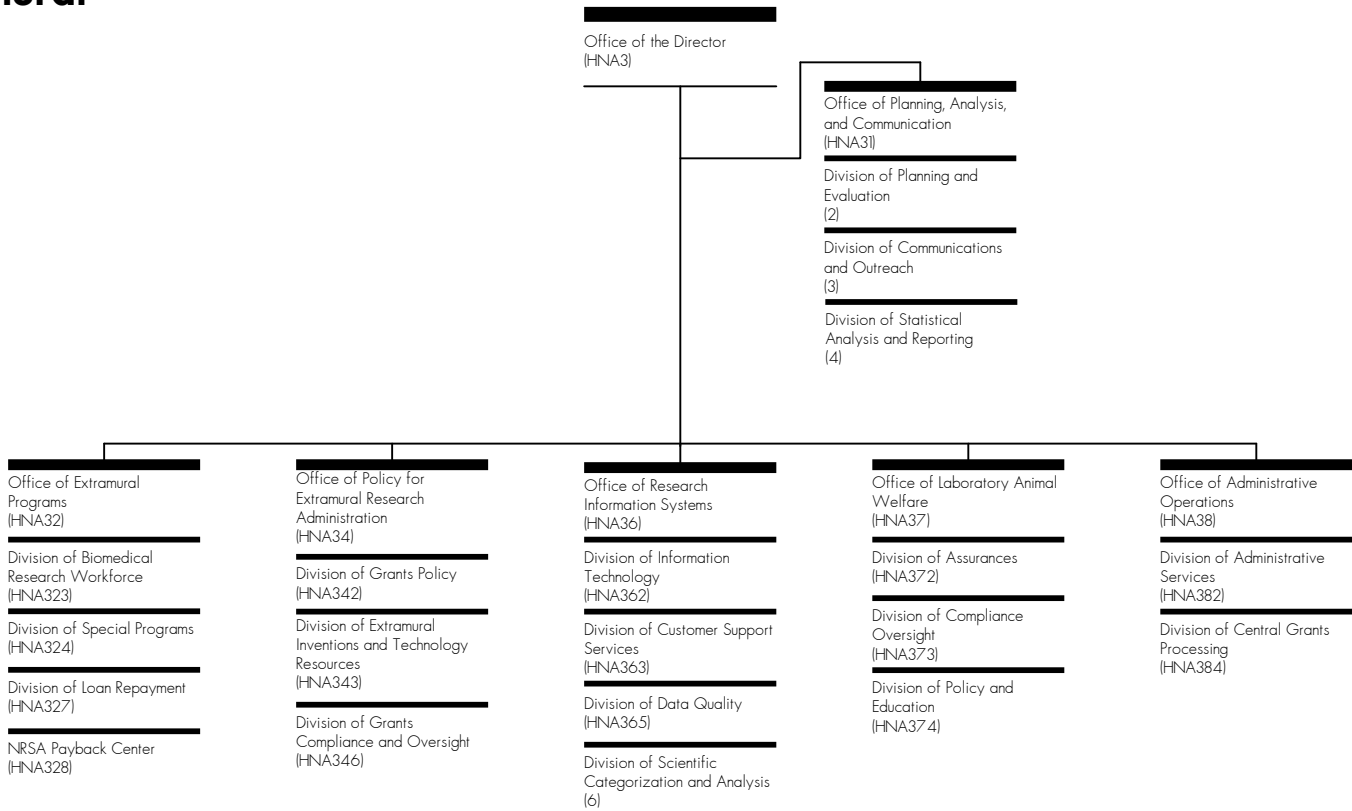 Office of the Director
(HNA3)
Office of Planning, Analysis,
and Communication
(HNA31)
Division of Planning and
Evaluation
(2)
Division of Communications
and Outreach
(3)
Division of Statistical
Analysis and Reporting
(4)
Office of Extramural
Programs
(HNA32)
Division of Biomedical
Research Workforce
(HNA323)
Division of Special Programs
(HNA324)
Division of Loan Repayment
(HNA327)
NRSA Payback Center
(HNA328)
Office of Policy for
Extramural Research
Administration
(HNA34)
Division of Grants Policy
(HNA342)
Division of Extramural
Inventions and Technology
Resources
(HNA343)
Division of Grants
Compliance and Oversight
(HNA346)
Office of Research
Information Systems
(HNA36)
Division of Information
Technology
(HNA362)
Division of Customer Support
Services
(HNA363)
Division of Data Quality
(HNA365)
Division of Scientific
Categorization and Analysis
(6)
Office of Laboratory Animal
Welfare
(HNA37)
Division of Assurances
(HNA372)
Division of Compliance
Oversight
(HNA373)
Division of Policy and
Education
(HNA374)
Office of Administrative
Operations
(HNA38)
Division of Administrative
Services
(HNA382)
Division of Central Grants
Processing
(HNA384)